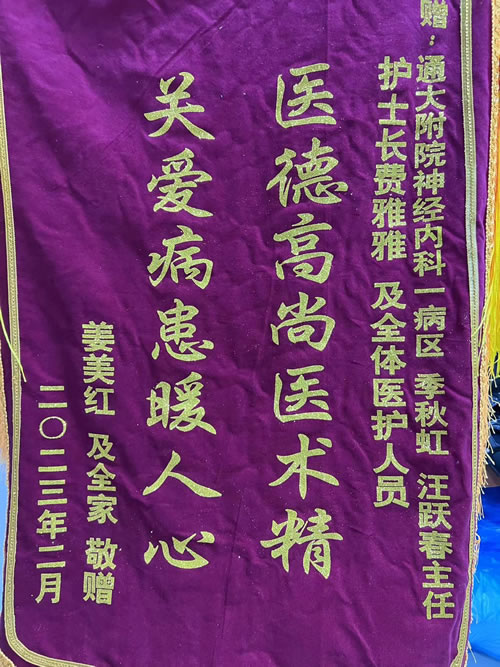 赠：通大附院神经内科一病区 季秋虹 汪跃春主任
护士长费雅雅 及全体医护人员
医德高尚医术精
关爱病患暖人心
姜美红 及全家 敬赠
二〇二三年二月